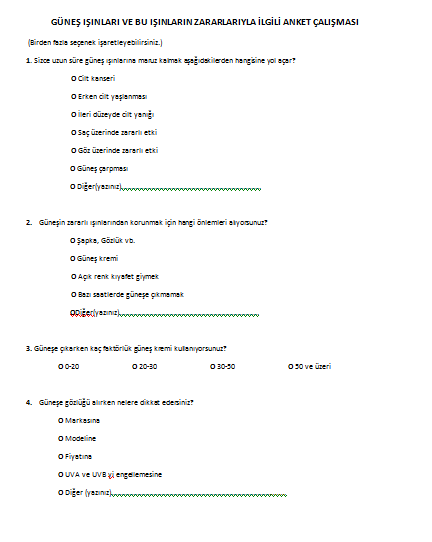 GÜNEŞ IŞINLARI VE BU IŞINLARIN ZARARLARIYLA İLGİLİ ANKET ÇALIŞMASI
(Birden fazla seçenek işaretleyebilirsiniz.)
1. Sizce uzun süre güneş ışınlarına maruz kalmak aşağıdakilerden hangisine yol açar?
O Cilt kanseri
O Erken cilt yaşlanması
O İleri düzeyde cilt yanığı
O Saç üzerinde zararlı etki
O Göz üzerinde zararlı etki
O Güneş çarpması
O Diğer(yazınız)
2. Güneşin zararlı ışınlarından korunmak için hangi önlemleri alıyorsunuz?
O Şapka, Gözlük vb.
O Güneş kremi
O Açık renk kıyafet giymek
O Bazı saatlerde güneşe çıkmamak
ODiğer(yazınız)
3. Güneşe çıkarken kaç faktörlük güneş kremi kullanıyorsunuz?
O 0-20 O 20-30 O 30-50 O 50 ve üzeri
4. Güneşe gözlüğü alırken nelere dikkat edersiniz?
O Markasına
O Modeline
O Fiyatına
O UVA ve UVB yi engellemesine
O Diğer (yazınız)